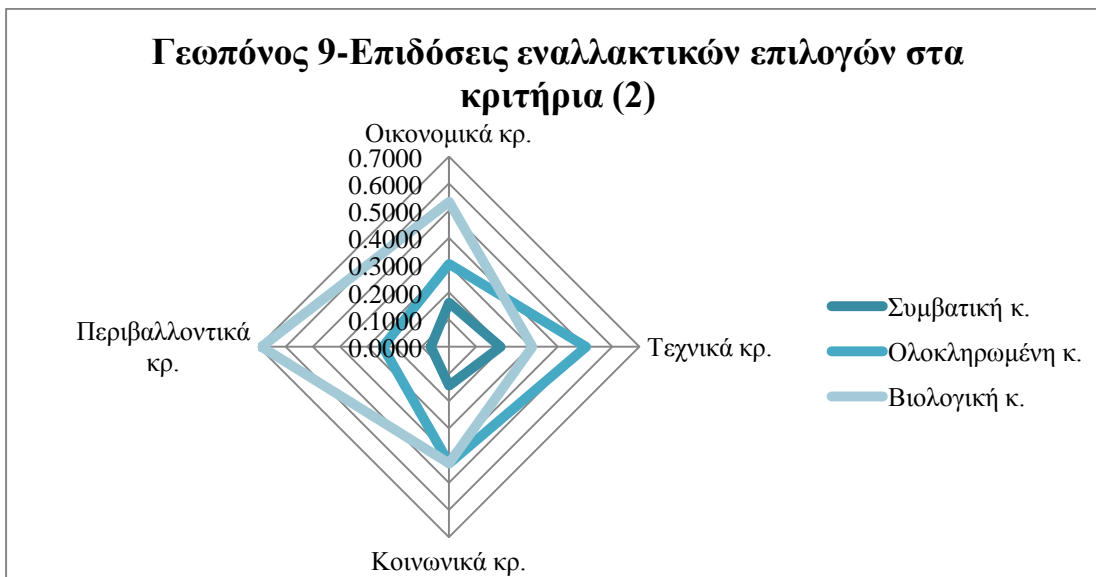 Γεωπόνος 9-Επιδόσεις εναλλακτικών επιλογών στα
κριτήρια (2)
Οικονομικά κρ.
0.7000
0.6000
0.5000
0.4000
0.3000
0.2000
0.1000
0.0000
Περιβαλλοντικά
κρ.
Τεχνικά κρ.
Κοινωνικά κρ.
Συμβατική κ.
Ολοκληρωμένη κ.
Βιολογική κ.